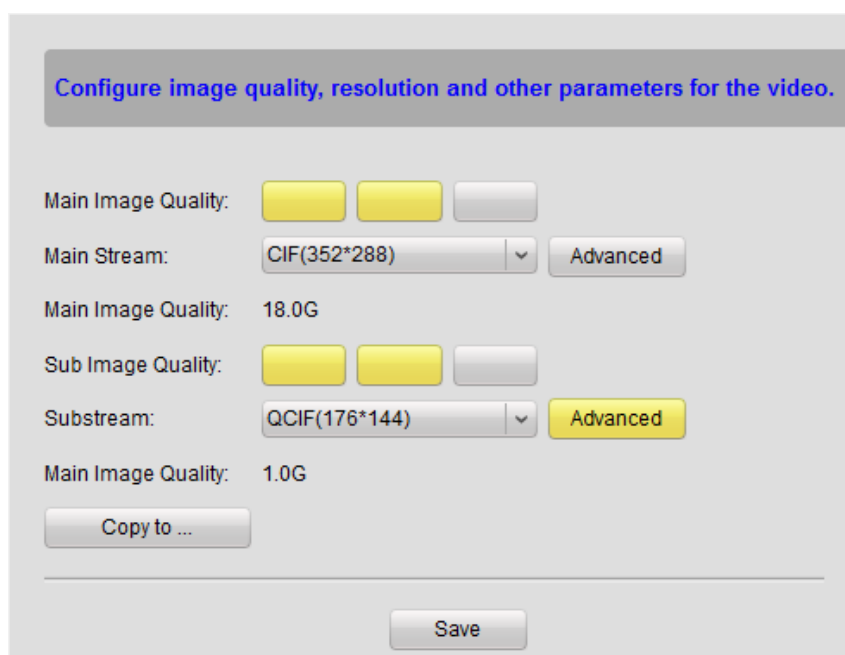 Configure image quality, resolution and other parameters for the video.
Main Image Quality:
Main Stream: CIF(352*288) Advanced
Main Image Quality: 18.0G
Sub Image Quality:
Substream: QCIF(176*144) Advanced
Main Image Quality: 1.0G
Copy to ...
Save